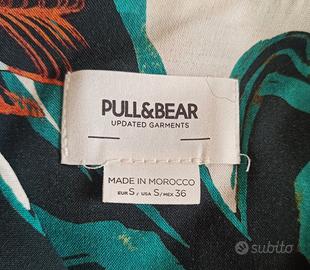 PULL&BEAR
UPDATED GARMENTS
MADE IN MOROCCO
EUR S / USA S / MEX 36
subito